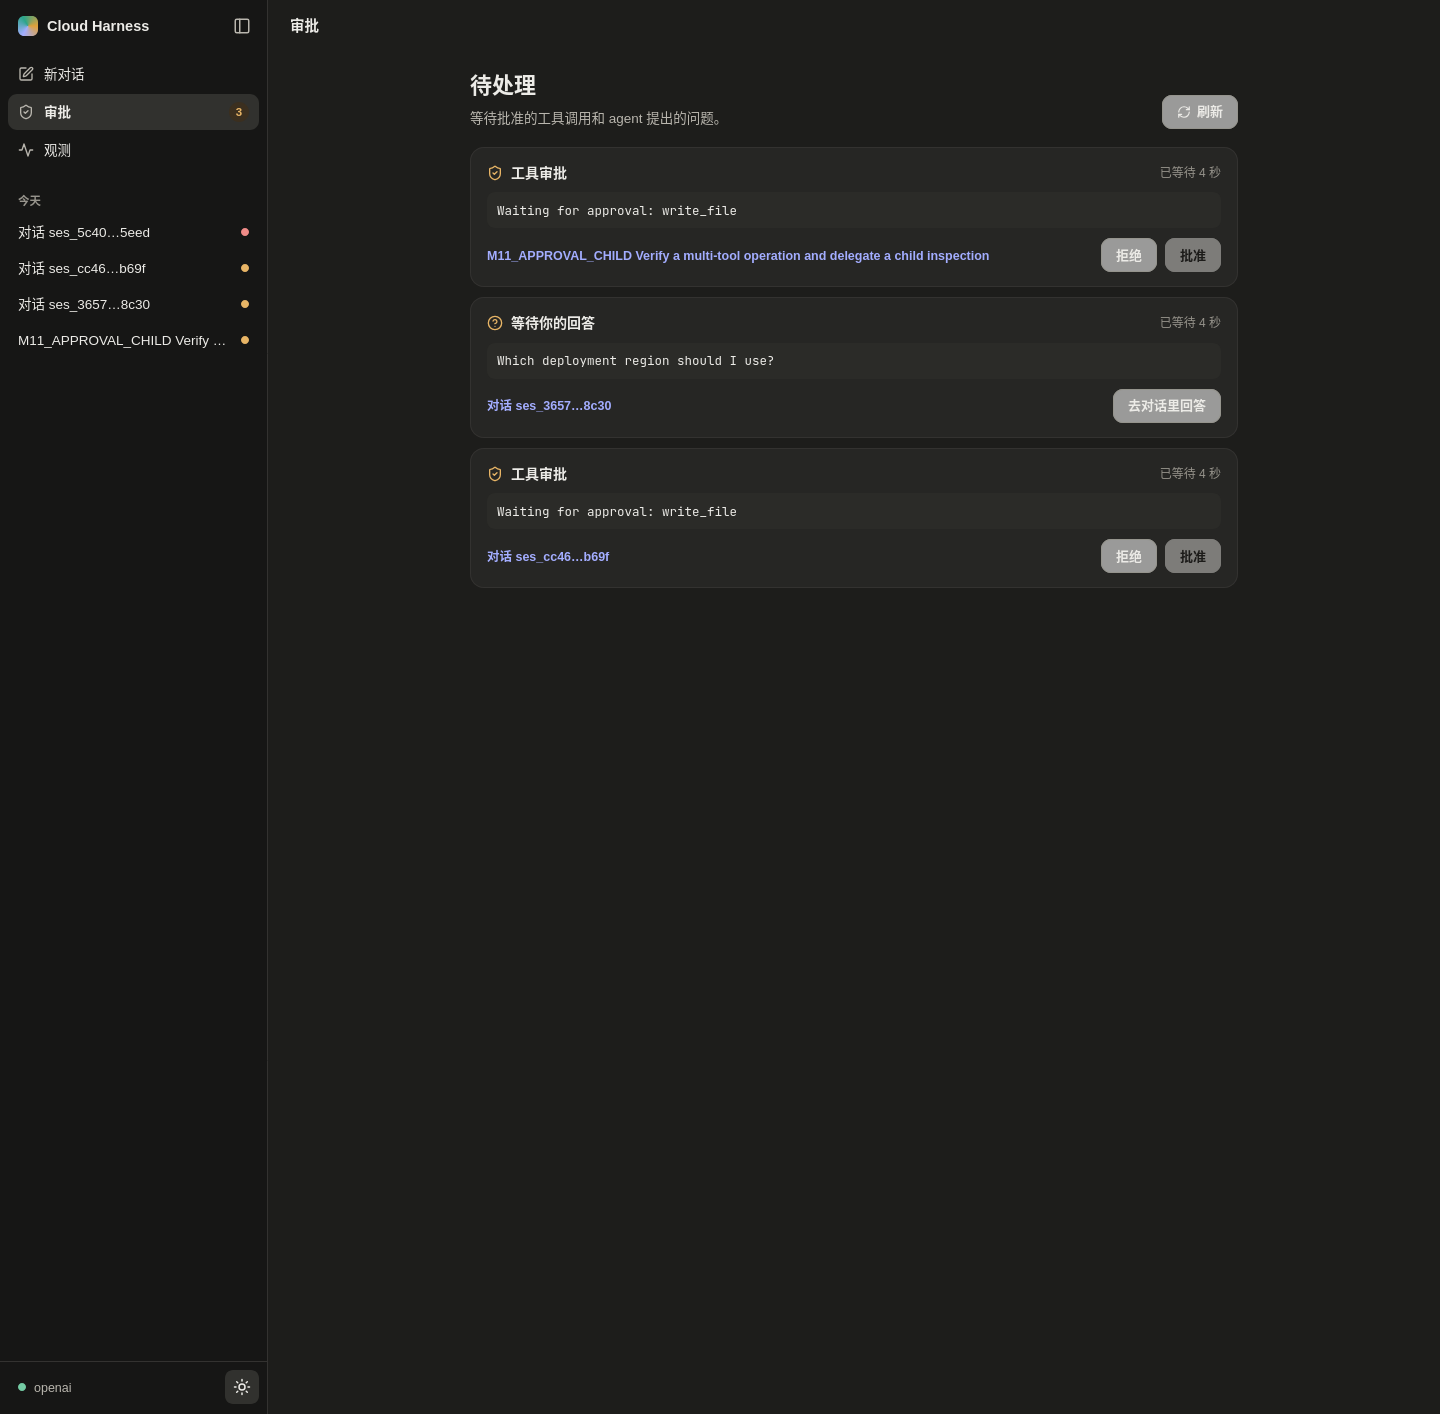 Cloud Harness
新对话
审批 3
观测
今天
对话 ses_5c40…5eed
对话 ses_cc46…b69f
对话 ses_3657…8c30
M11_APPROVAL_CHILD Verify …
openai
审批
待处理
等待批准的工具调用和 agent 提出的问题。
刷新
工具审批 已等待 4 秒
Waiting for approval: write_file
M11_APPROVAL_CHILD Verify a multi-tool operation and delegate a child inspection 拒绝 批准
等待你的回答 已等待 4 秒
Which deployment region should I use?
对话 ses_3657…8c30 去对话里回答
工具审批 已等待 4 秒
Waiting for approval: write_file
对话 ses_cc46…b69f 拒绝 批准